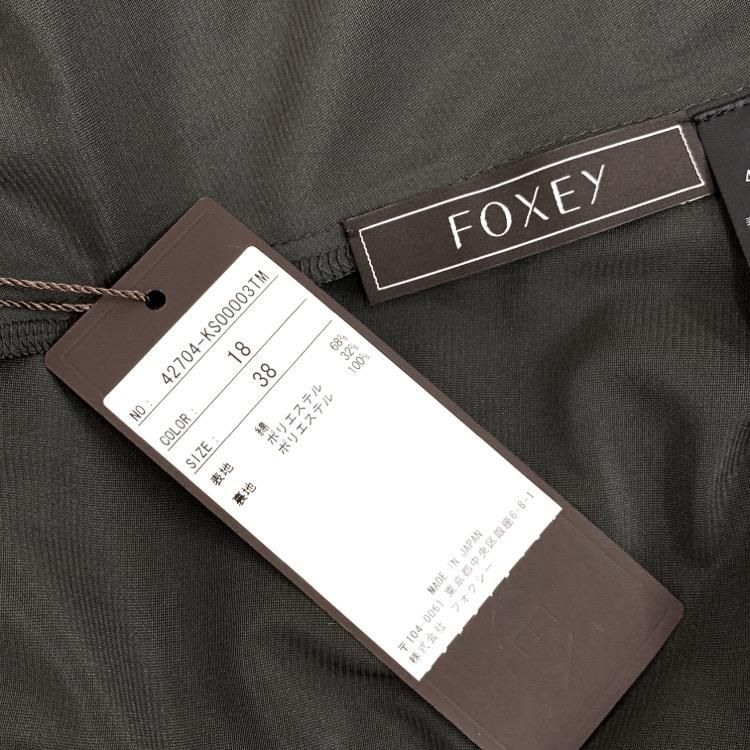 FOXEY
NO: 42704-KS00003TM
COLOR: 18
SIZE: 38
表地 綿 68%
ポリエステル 32%
裏地 ポリエステル 100%
MADE IN JAPAN
〒104-0061 東京都中央区銀座6-8-1
株式会社 フォクシー